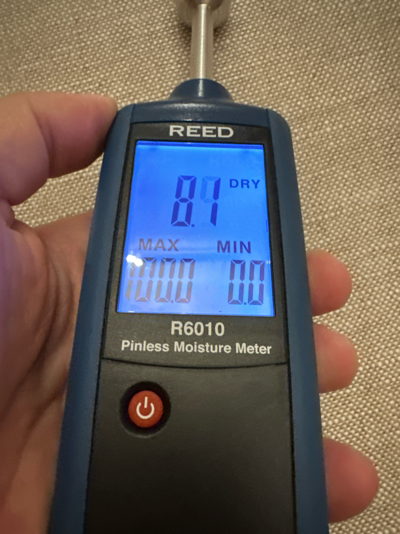 REED
8.1 DRY
MAX MIN
100.0 0.0
R6010
Pinless Moisture Meter